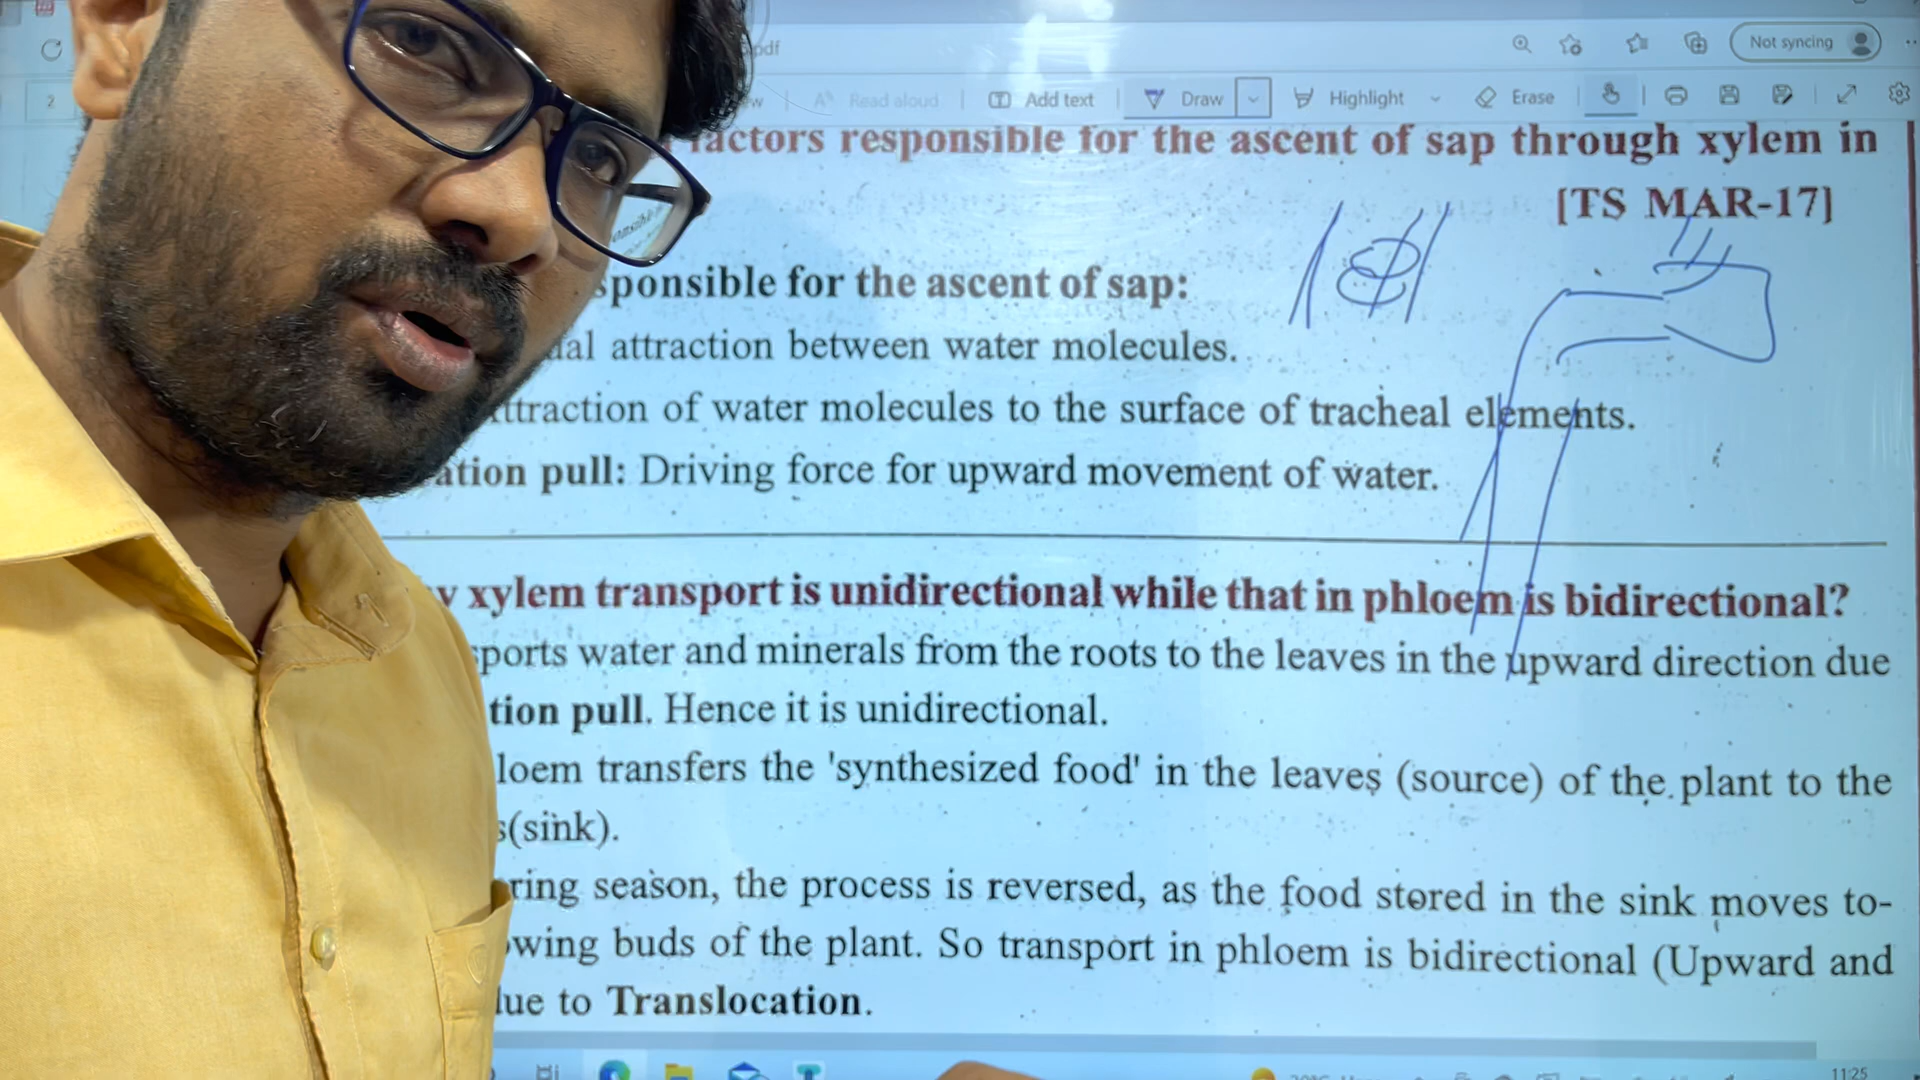 pdf
Not syncing
2
Read aloud
Add text
Draw
Highlight
Erase
factors responsible for the ascent of sap through xylem in
[TS MAR-17]
sponsible for the ascent of sap:
attraction between water molecules.
ttraction of water molecules to the surface of tracheal elements.
ation pull: Driving force for upward movement of water.
y xylem transport is unidirectional while that in phloem is bidirectional?
sports water and minerals from the roots to the leaves in the upward direction due
tion pull. Hence it is unidirectional.
loem transfers the 'synthesized food' in the leaves (source) of the plant to the
s(sink).
ring season, the process is reversed, as the food stored in the sink moves to-
owing buds of the plant. So transport in phloem is bidirectional (Upward and
due to Translocation.
11:25